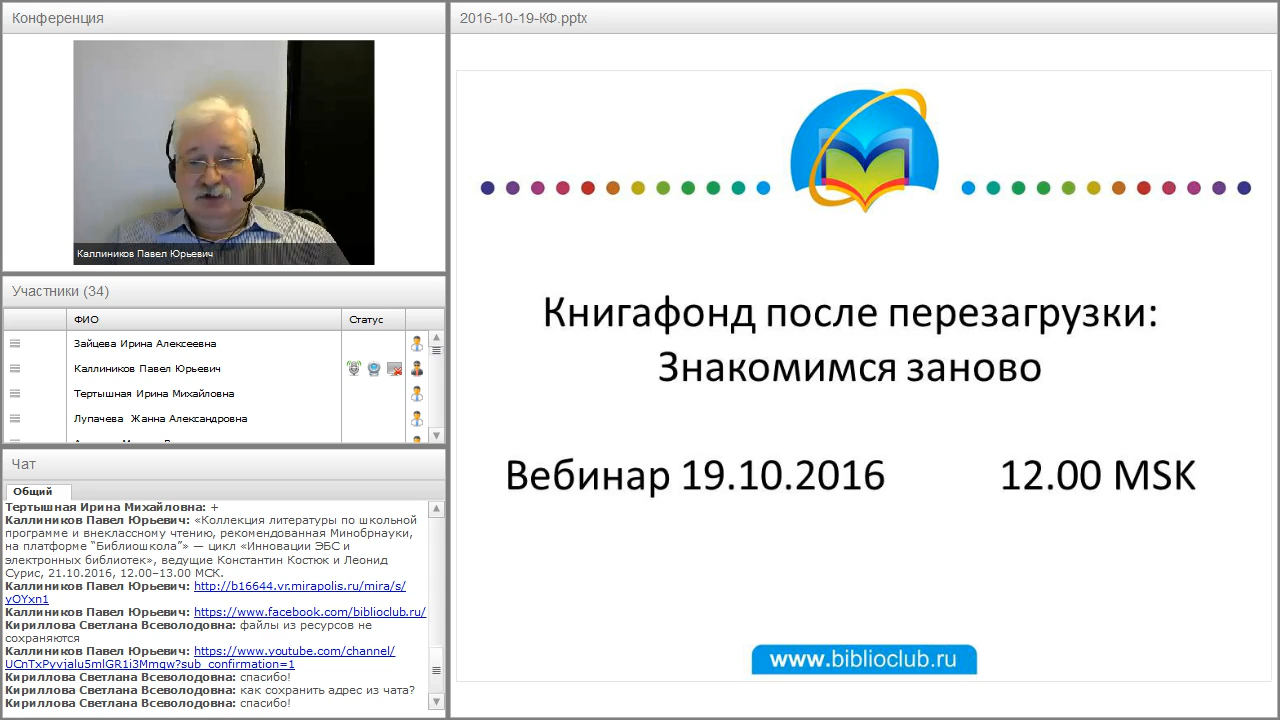 Конференция
Каллиников Павел Юрьевич
Участники (34)
ФИО
Статус
Зайцева Ирина Алексеевна
Каллиников Павел Юрьевич
Тертышная Ирина Михайловна
Лупачева Жанна Александровна
Чат
Общий
Тертышная Ирина Михайловна: +
Каллиников Павел Юрьевич: «Коллекция литературы по школьной
программе и внеклассному чтению, рекомендованная Минобрнауки,
на платформе “Библиошкола”» — цикл «Инновации ЭБС и
электронных библиотек», ведущие Константин Костюк и Леонид
Сурис, 21.10.2016, 12.00–13.00 МСК.
Каллиников Павел Юрьевич: http://b16644.vr.mirapolis.ru/mira/s/
yOYxn1
Каллиников Павел Юрьевич: https://www.facebook.com/biblioclub.ru/
Кириллова Светлана Всеволодовна: файлы из ресурсов не
сохраняются
Каллиников Павел Юрьевич: https://www.youtube.com/channel/
UCnTxPyvjalu5mlGR1i3Mmqw?sub_confirmation=1
Кириллова Светлана Всеволодовна: спасибо!
Кириллова Светлана Всеволодовна: как сохранить адрес из чата?
Кириллова Светлана Всеволодовна: спасибо!
2016-10-19-КФ.pptx
Книгафонд после перезагрузки:
Знакомимся заново
Вебинар 19.10.2016 12.00 MSK
www.biblioclub.ru